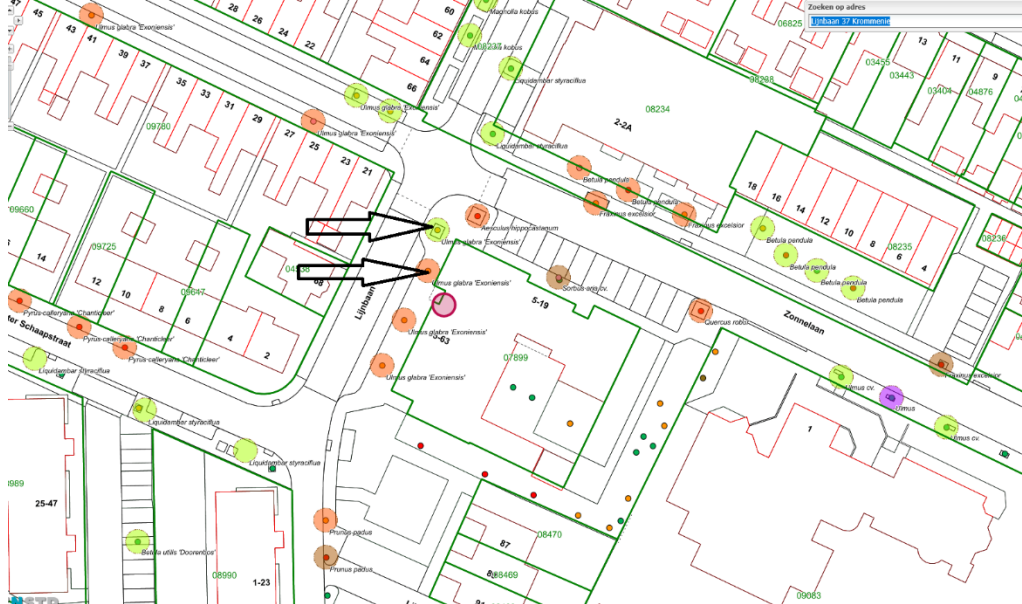 Zoeken op adres
Lijnbaan 37 Krommenie
47
45
43
41
39
37
35
33
31
29
27
25
23
21
28
26
24
22
60
62
64
66
Ulmus glabra 'Exoniensis'
Magnolia kobus
Liquidambar styraciflua
Ulmus glabra 'Exoniensis'
Ulmus glabra 'Exoniensis'
Liquidambar styraciflua
09780
06825
08238
03455
03443
03404
04876
13
11
9
08234
2-2A
Betula pendula
Betula pendula
Fraxinus excelsior
Fraxinus excelsior
18
16
14
12
10
8
6
4
08235
08236
Betula pendula
Betula pendula
Betula pendula
Betula pendula
09660
14
09725
12
10
8
6
09647
4
2
Aesculus hippocastanum
Ulmus glabra 'Exoniensis'
Ulmus glabra 'Exoniensis'
Ulmus glabra 'Exoniensis'
Ulmus glabra 'Exoniensis'
Lijnbaan
Sorbus aria cv.
5-19
Quercus robur
Zonnelaan
07899
Pyrus calleryana 'Chanticleer'
Pyrus calleryana 'Chanticleer'
Pyrus calleryana 'Chanticleer'
Liquidambar styraciflua
Liquidambar styraciflua
Liquidambar styraciflua
Fraxinus excelsior
Ulmus cv.
Ulmus
Ulmus cv.
1
25-47
Betula utilis 'Doorenbos'
08990
1-23
Prunus padus
Prunus padus
08470
87
08469
09083